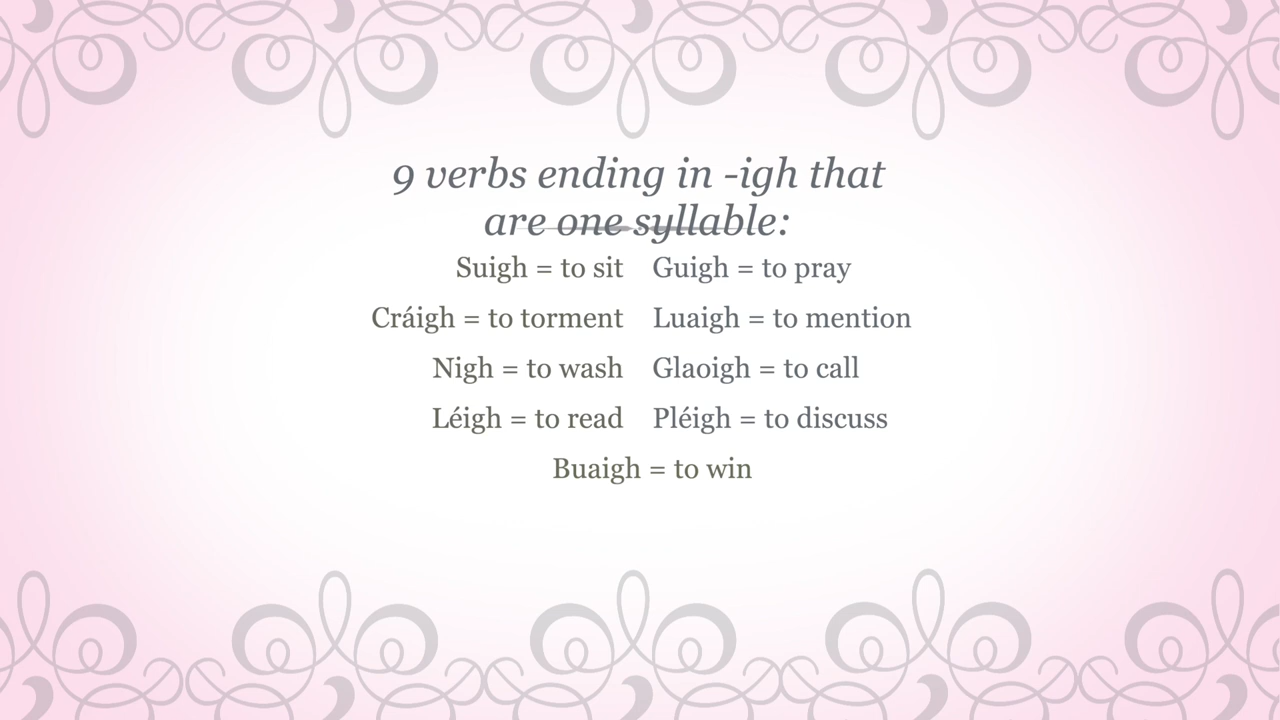 9 verbs ending in -igh that
are one syllable:
Suigh = to sit
Guigh = to pray
Cráigh = to torment
Luaigh = to mention
Nigh = to wash
Glaoigh = to call
Léigh = to read
Pléigh = to discuss
Buaigh = to win